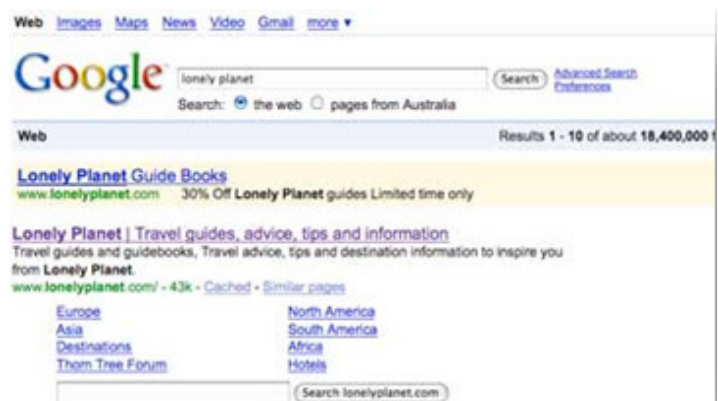 Web Images Maps News Video Gmail more ▼
Google lonely planet Search Advanced Search
Preferences
Search: the web pages from Australia
Web Results 1 - 10 of about 18,400,000 f
Lonely Planet Guide Books
www.lonelyplanet.com 30% Off Lonely Planet guides Limited time only
Lonely Planet | Travel guides, advice, tips and information
Travel guides and guidebooks, Travel advice, tips and destination information to inspire you
from Lonely Planet.
www.lonelyplanet.com/ - 43k - Cached - Similar pages
Europe North America
Asia South America
Destinations Africa
Thorn Tree Forum Hotels
Search lonelyplanet.com